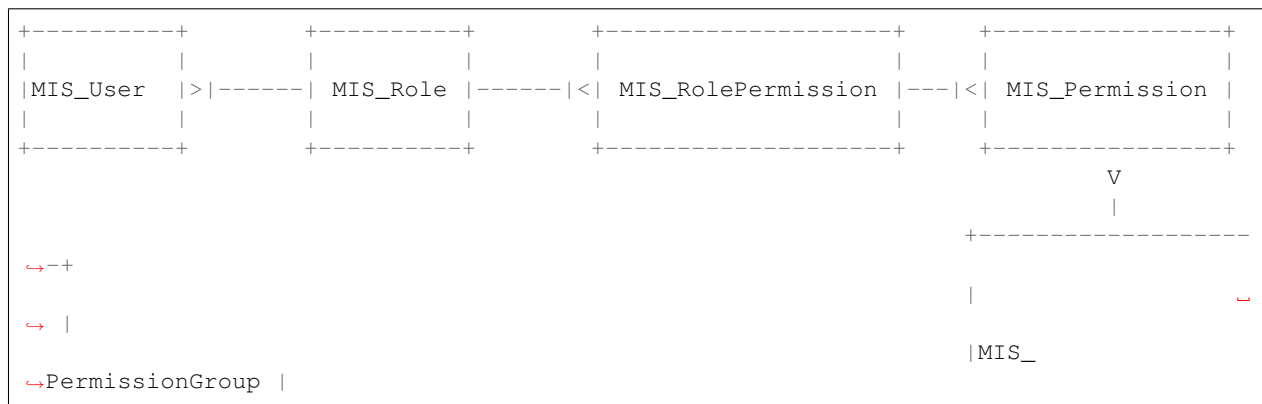 +----------+        +----------+        +--------------------+      +---------------+
|          |        |          |        |                    |      |               |
|MIS_User  |>|------| MIS_Role |------|<| MIS_RolePermission |---|<| MIS_Permission |
|          |        |          |        |                    |      |               |
+----------+        +----------+        +--------------------+      +---------------+
                                                                            V
                                                                            |
                                                                  +-------------------
↪-+
                                                                  |                  ␣
↪ |
                                                                  |MIS_
↪PermissionGroup |